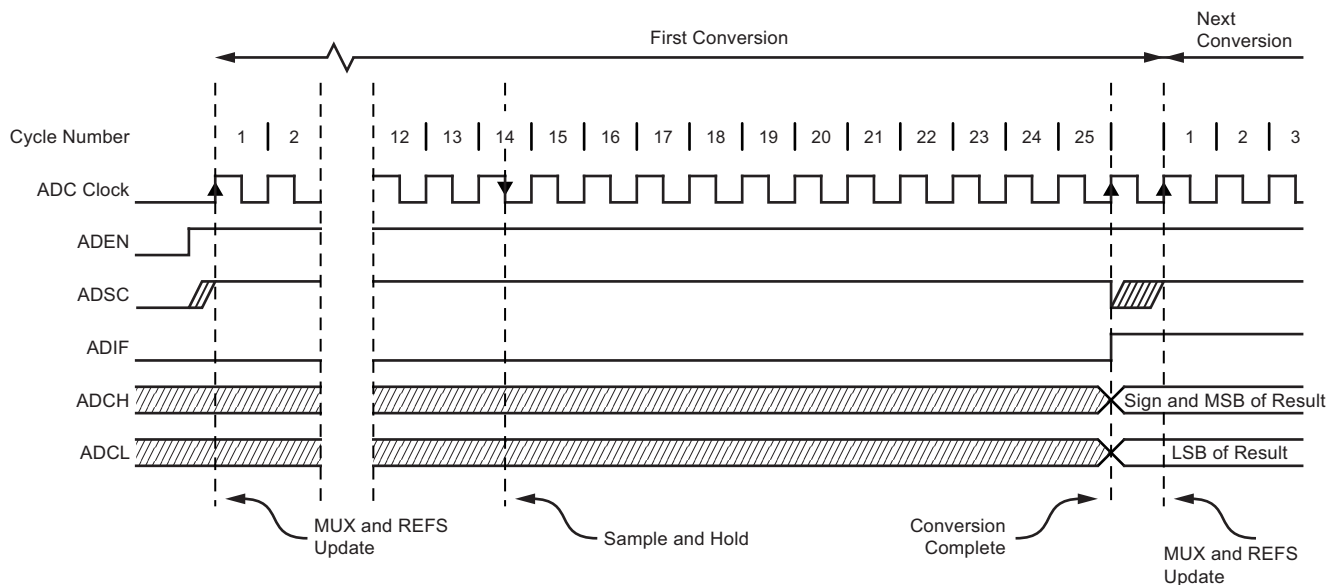 First Conversion
Next
Conversion
Cycle Number 1 2 12 13 14 15 16 17 18 19 20 21 22 23 24 25 1 2 3
ADC Clock
ADEN
ADSC
ADIF
ADCH Sign and MSB of Result
ADCL LSB of Result
MUX and REFS
Update
Sample and Hold
Conversion
Complete
MUX and REFS
Update